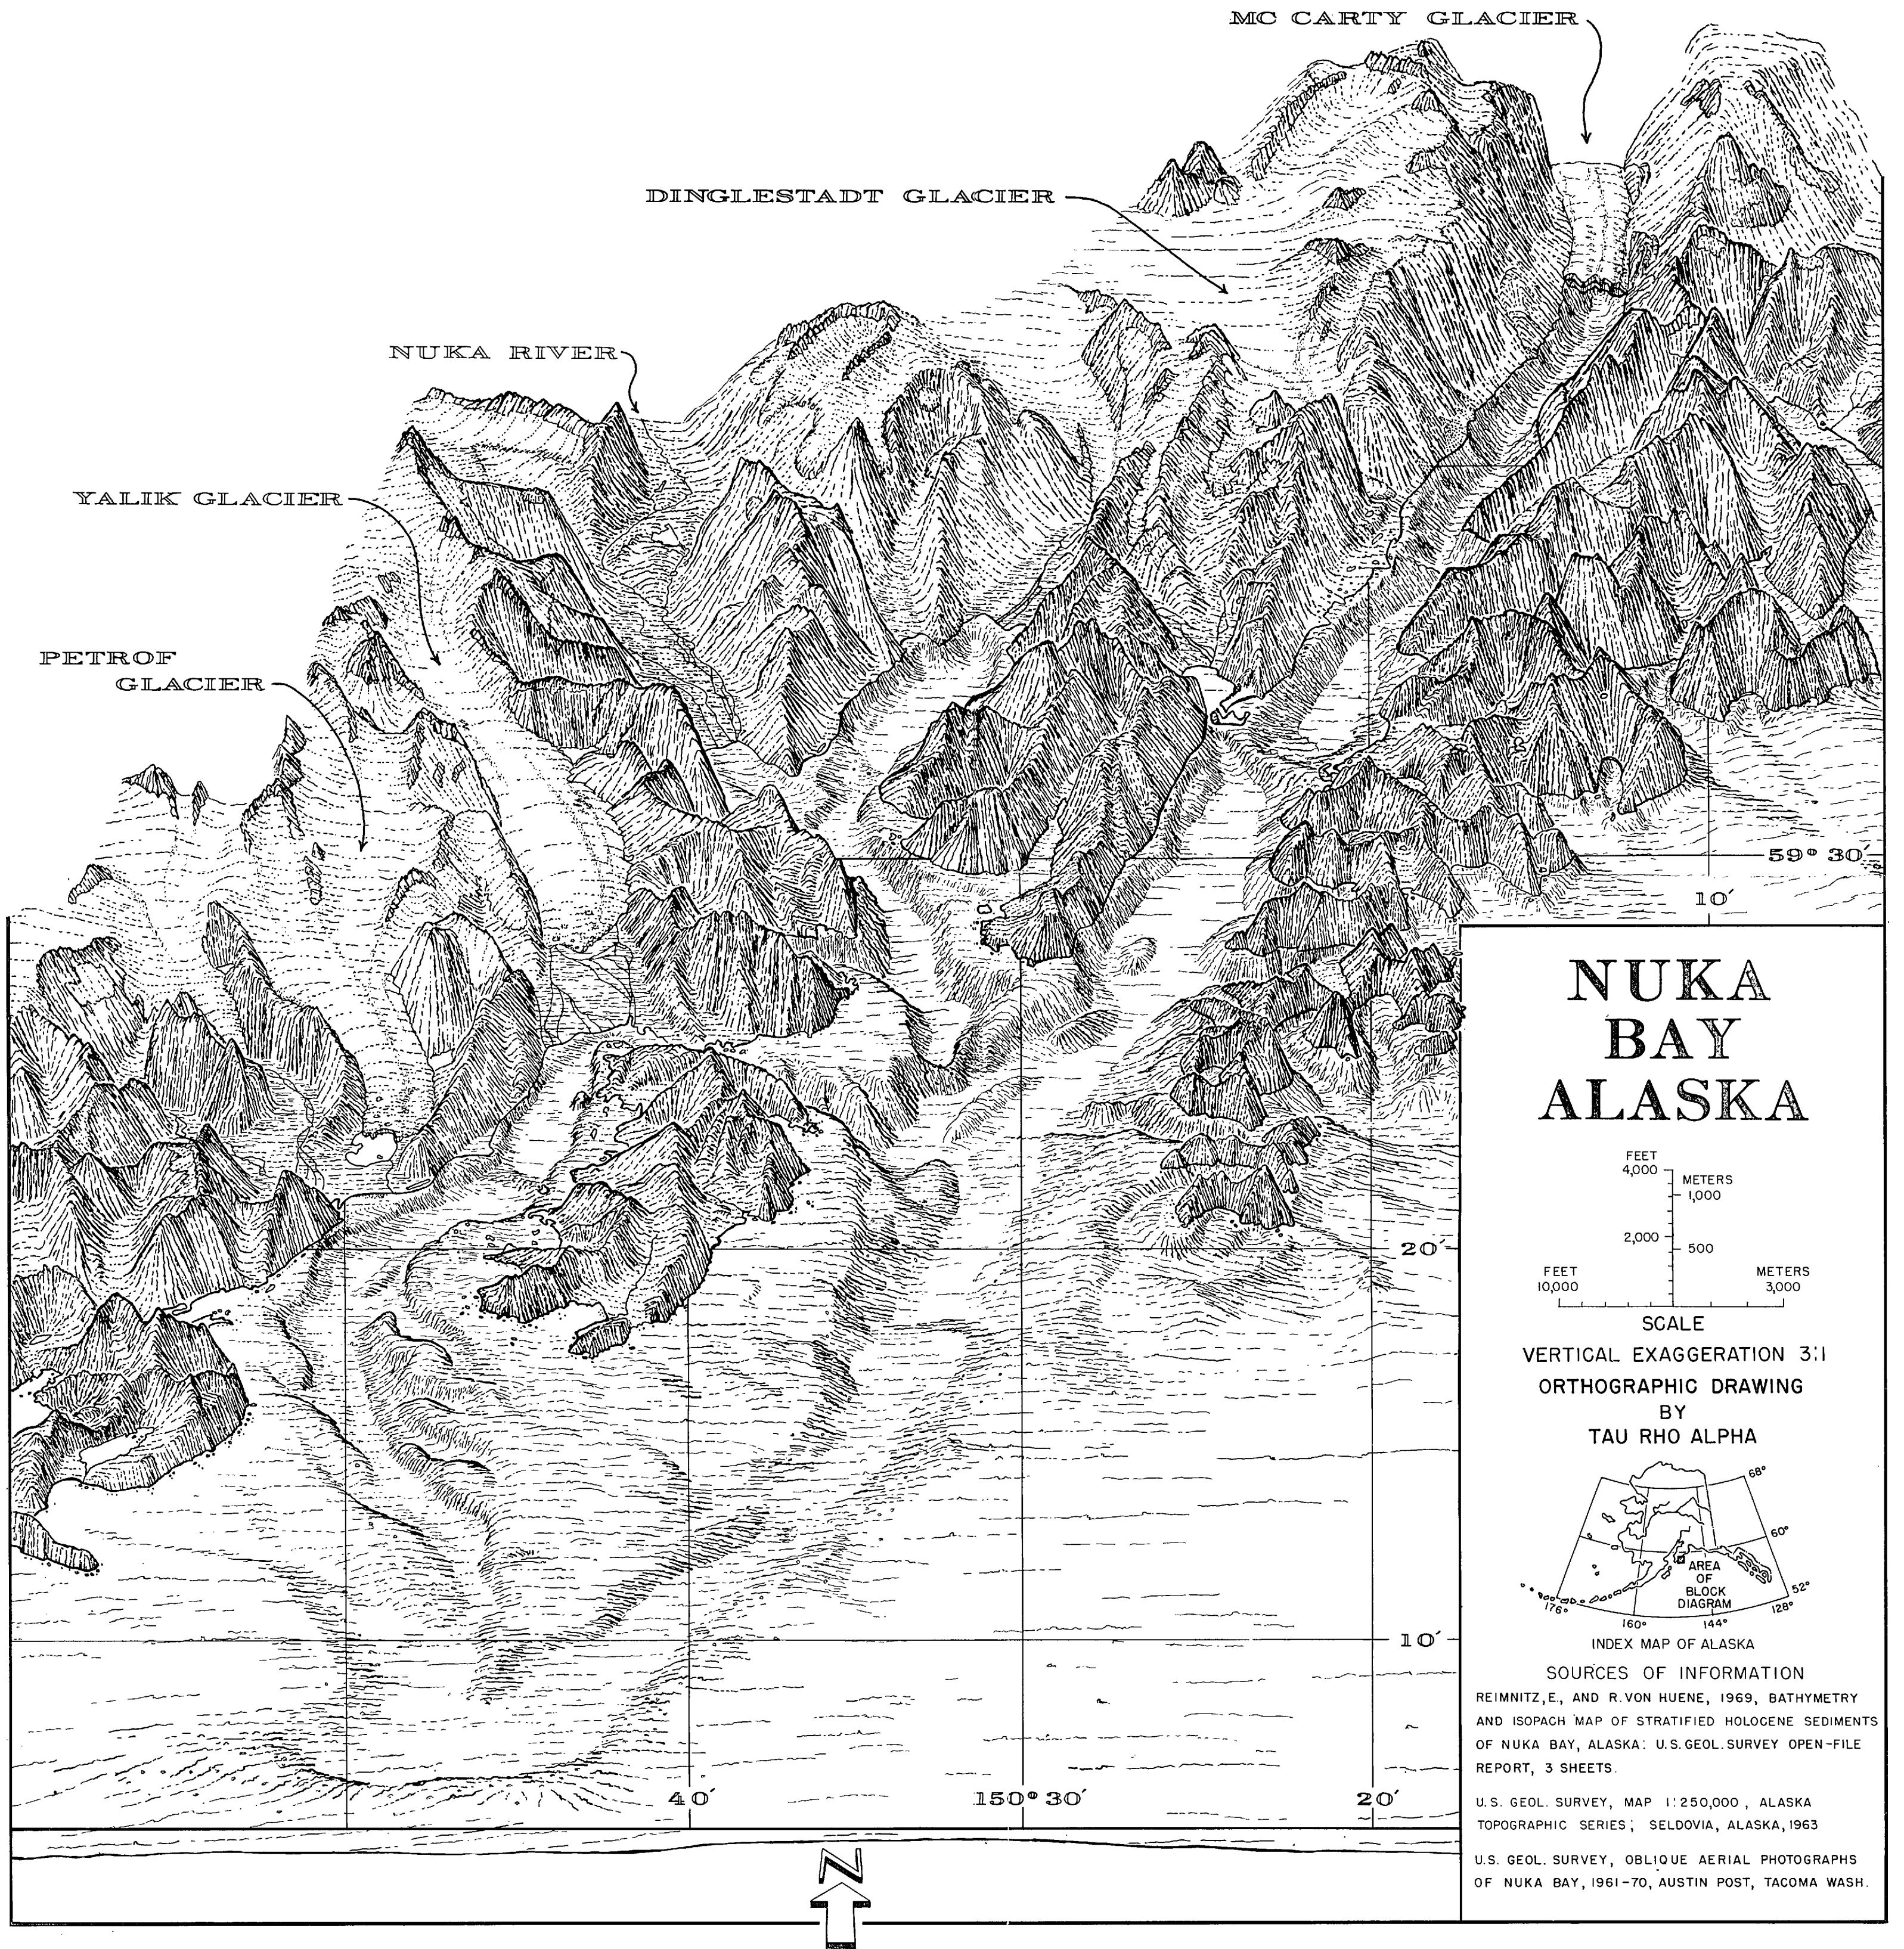 MC CARTY GLACIER
DINGLESTADT GLACIER
NUKA RIVER
YALIK GLACIER
PETROF
GLACIER
59° 30′
10′
20′
10′
40′
150° 30′
20′
N
NUKA
BAY
ALASKA
FEET
4,000
METERS
1,000
2,000
500
FEET
10,000
METERS
3,000
SCALE
VERTICAL EXAGGERATION 3:1
ORTHOGRAPHIC DRAWING
BY
TAU RHO ALPHA
68°
60°
52°
AREA
OF
BLOCK
DIAGRAM
176°
160°
144°
128°
INDEX MAP OF ALASKA
SOURCES OF INFORMATION
REIMNITZ, E., AND R. VON HUENE, 1969, BATHYMETRY
AND ISOPACH MAP OF STRATIFIED HOLOCENE SEDIMENTS
OF NUKA BAY, ALASKA: U.S. GEOL. SURVEY OPEN-FILE
REPORT, 3 SHEETS.
U.S. GEOL. SURVEY, MAP 1:250,000, ALASKA
TOPOGRAPHIC SERIES; SELDOVIA, ALASKA, 1963
U.S. GEOL. SURVEY, OBLIQUE AERIAL PHOTOGRAPHS
OF NUKA BAY, 1961-70, AUSTIN POST, TACOMA WASH.